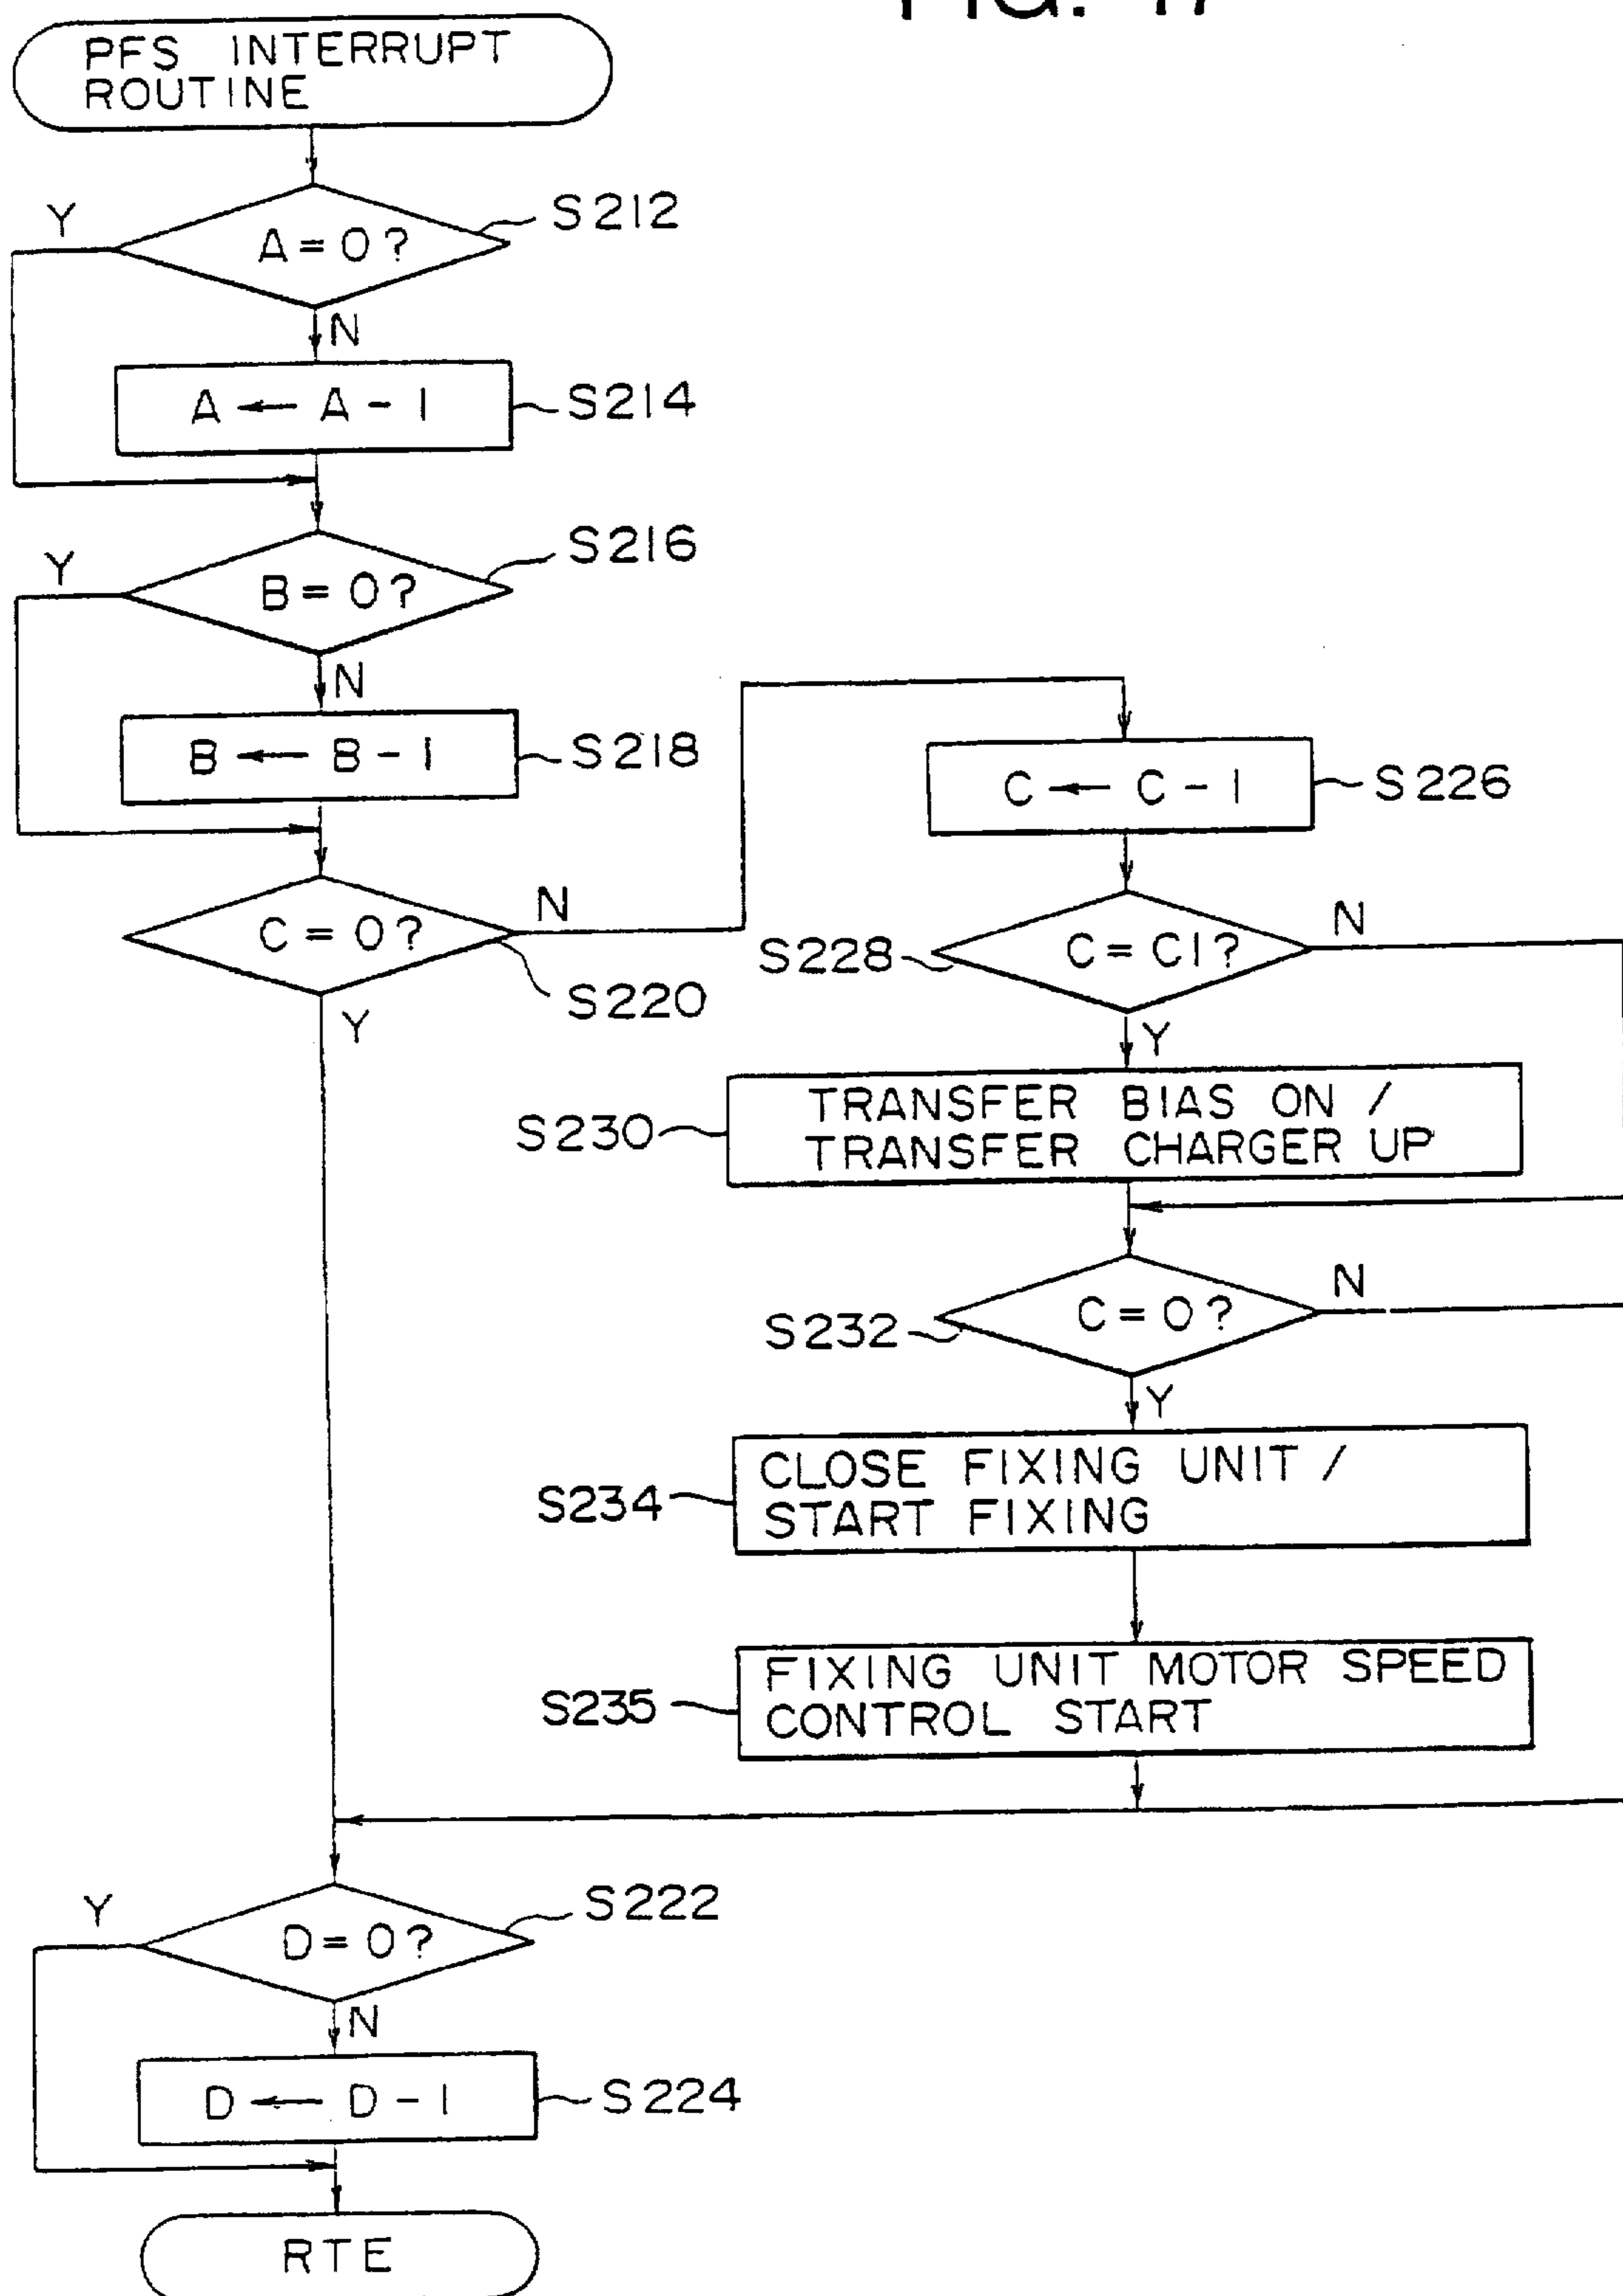 PFS INTERRUPT
ROUTINE
A = 0 ?
S212
Y
N
A ← A - 1
S214
B = 0 ?
S216
Y
N
B ← B - 1
S218
C = 0 ?
S220
N
Y
C ← C - 1
S226
C = C1 ?
S228
N
Y
TRANSFER BIAS ON /
TRANSFER CHARGER UP
S230
C = 0 ?
S232
N
Y
CLOSE FIXING UNIT /
START FIXING
S234
FIXING UNIT MOTOR SPEED
CONTROL START
S235
D = 0 ?
S222
Y
N
D ← D - 1
S224
RTE